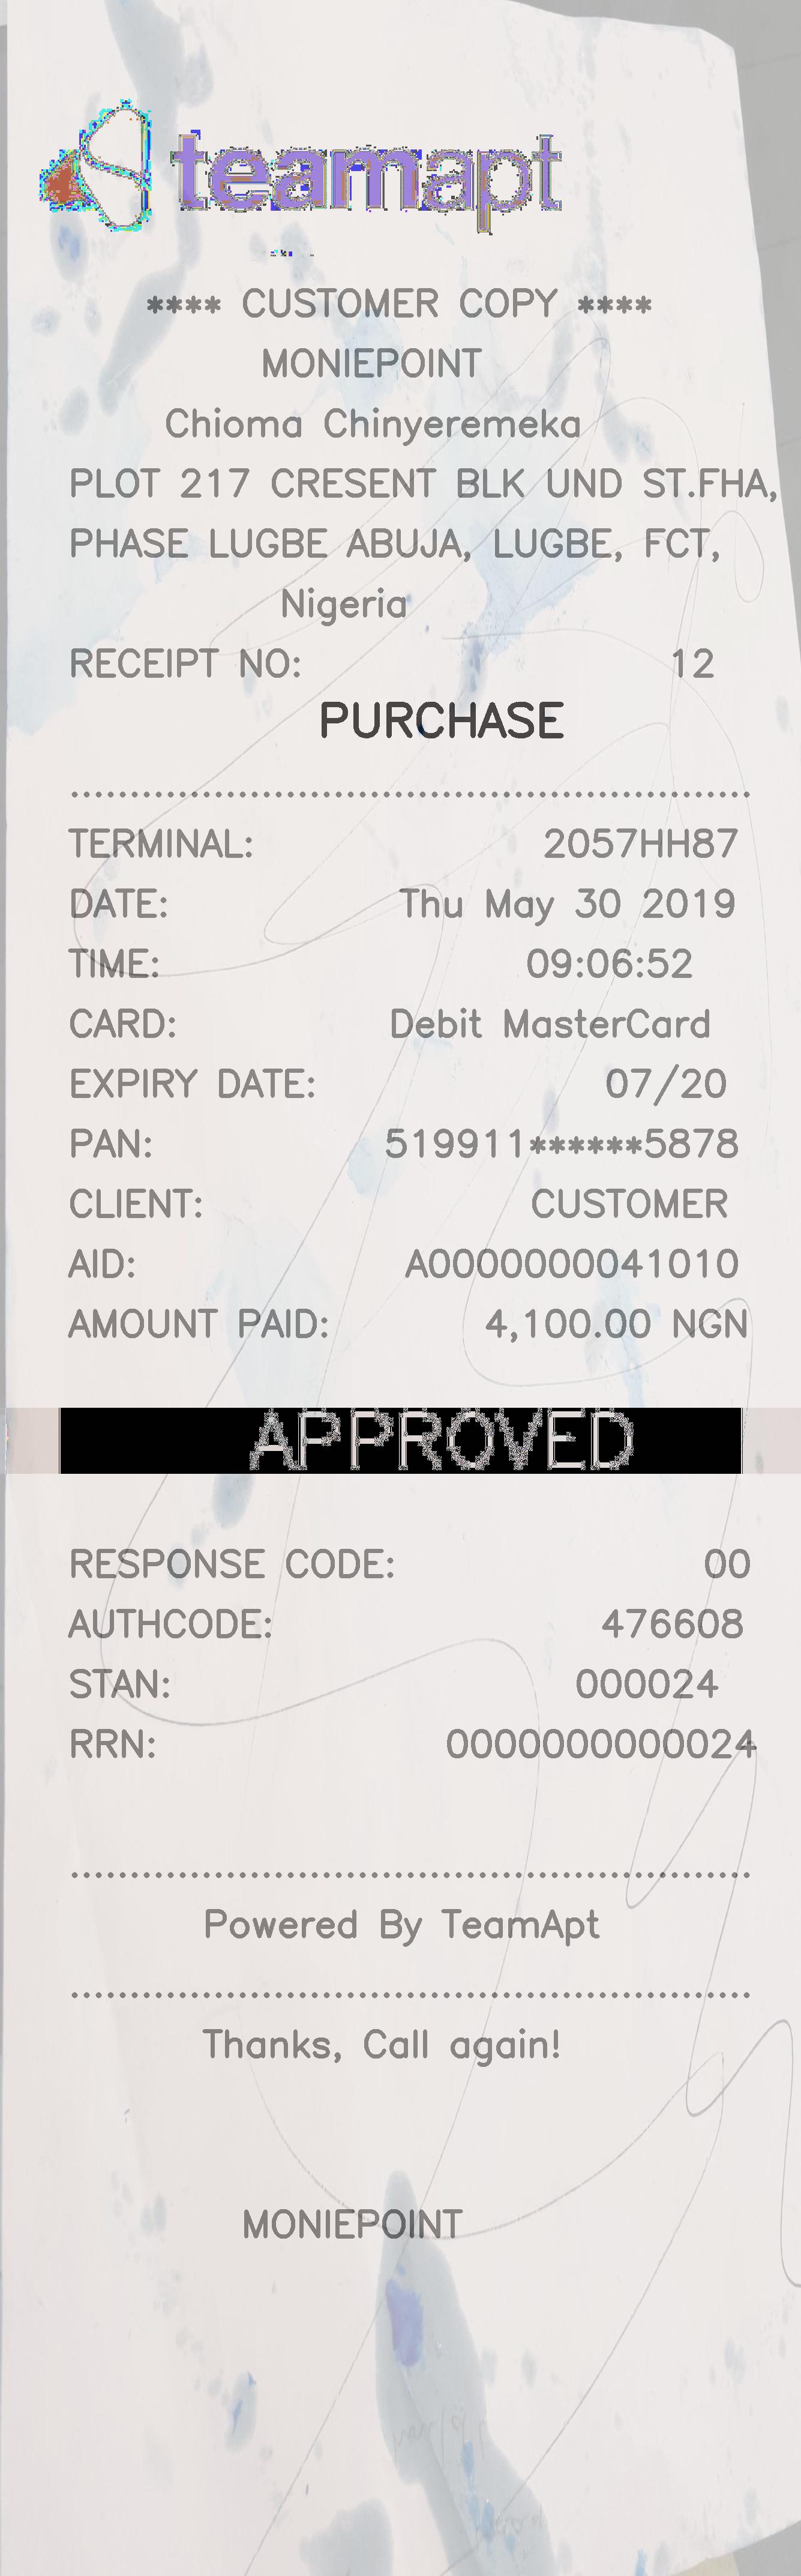 teamapt
**** CUSTOMER COPY ****
MONIEPOINT
Chioma Chinyeremeka
PLOT 217 CRESENT BLK UND ST.FHA,
PHASE LUGBE ABUJA, LUGBE, FCT,
Nigeria
RECEIPT NO: 12
PURCHASE
TERMINAL: 2057HH87
DATE: Thu May 30 2019
TIME: 09:06:52
CARD: Debit MasterCard
EXPIRY DATE: 07/20
PAN: 519911******5878
CLIENT: CUSTOMER
AID: A0000000041010
AMOUNT PAID: 4,100.00 NGN
APPROVED
RESPONSE CODE: 00
AUTHCODE: 476608
STAN: 000024
RRN: 0000000000024
Powered By TeamApt
Thanks, Call again!
MONIEPOINT